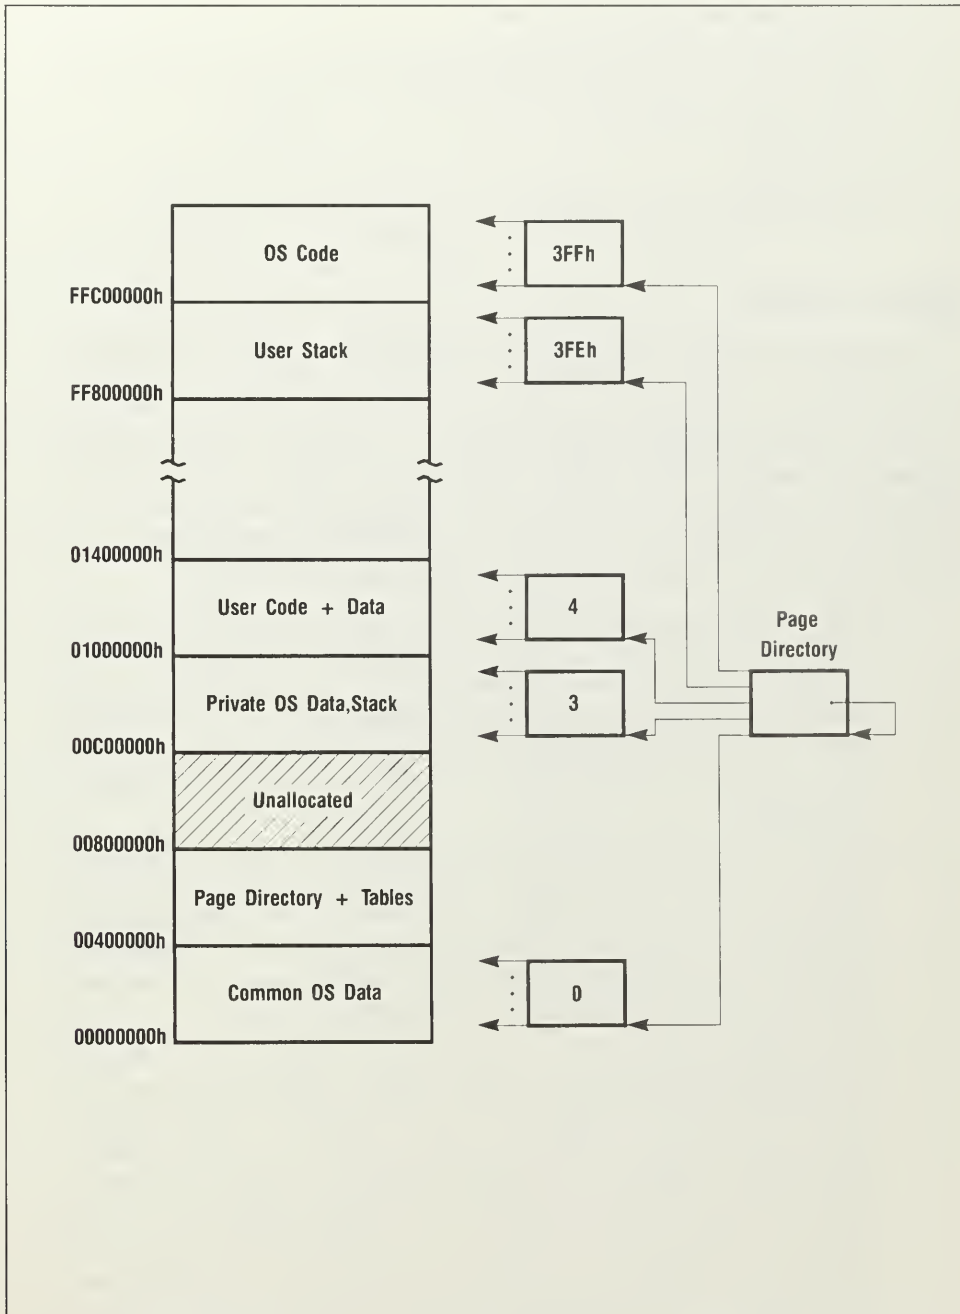 OS Code
3FFh
FFC00000h
User Stack
3FEh
FF800000h
01400000h
User Code + Data
4
01000000h
Page
Directory
Private OS Data,Stack
3
00C00000h
Unallocated
00800000h
Page Directory + Tables
00400000h
Common OS Data
0
00000000h